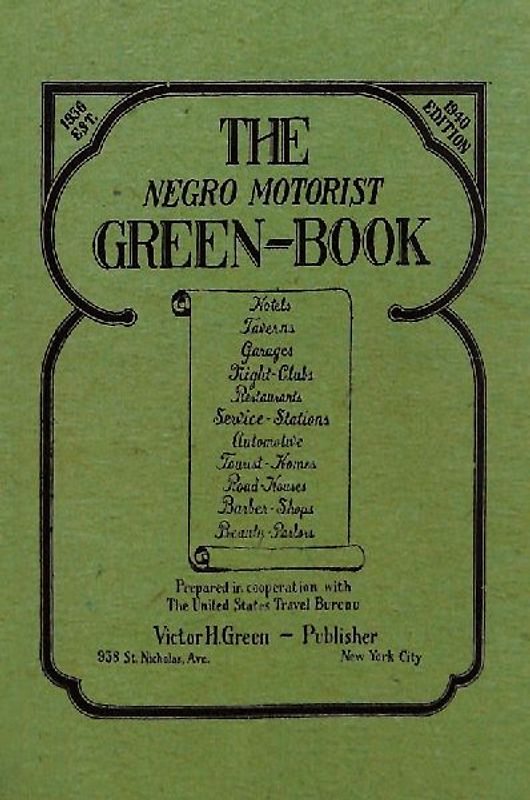 1936
EST.
1940
EDITION
THE
NEGRO MOTORIST
GREEN-BOOK
Hotels
Taverns
Garages
Night-Clubs
Restaurants
Service-Stations
Automotive
Tourist-Homes
Road-Houses
Barber-Shops
Beauty-Parlors
Prepared in cooperation with
The United States Travel Bureau
Victor H. Green — Publisher
938 St. Nicholas, Ave. New York City